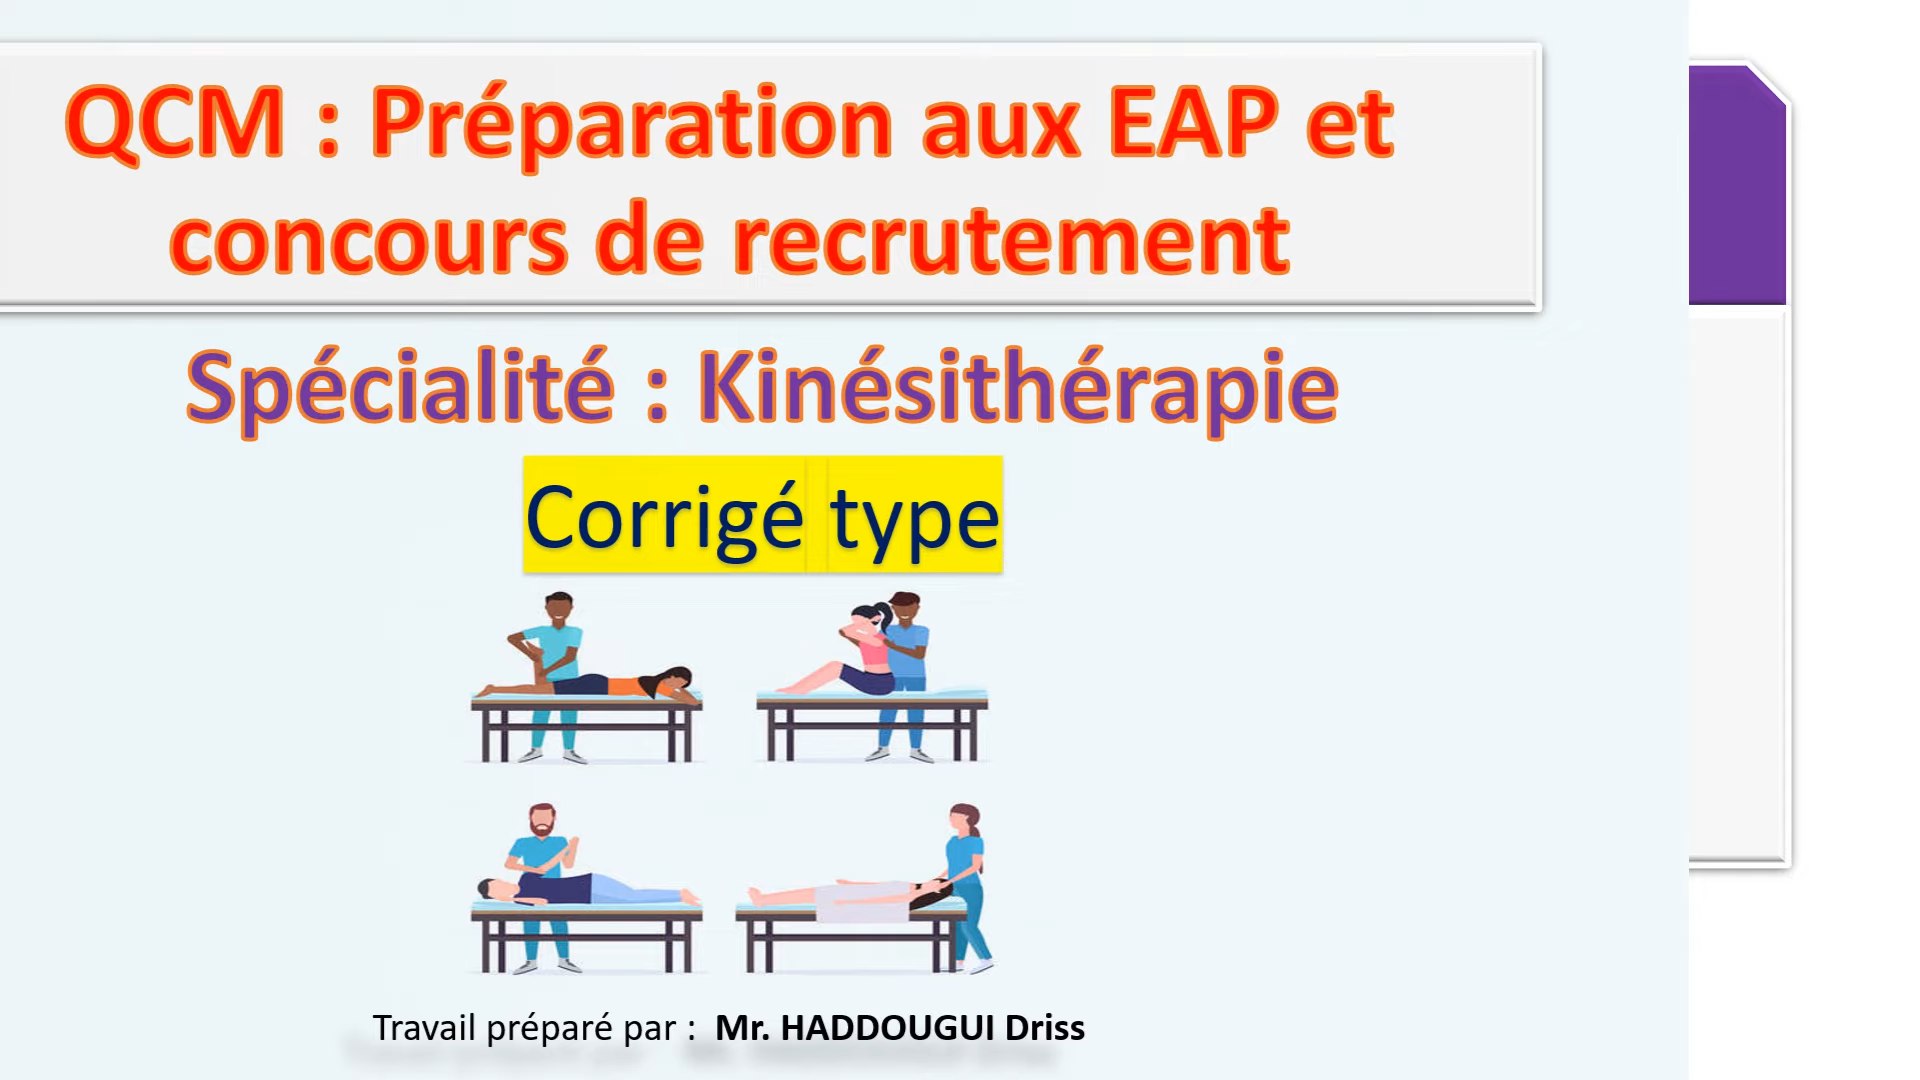 QCM : Préparation aux EAP et
concours de recrutement
Spécialité : Kinésithérapie
Corrigé type
Travail préparé par : Mr. HADDOUGUI Driss